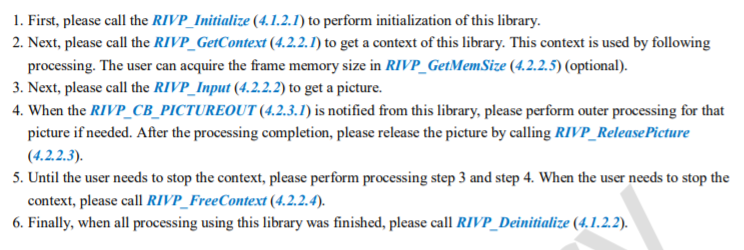 1. First, please call the RIVP_Initialize (4.1.2.1) to perform initialization of this library.
2. Next, please call the RIVP_GetContext (4.2.2.1) to get a context of this library. This context is used by following
processing. The user can acquire the frame memory size in RIVP_GetMemSize (4.2.2.5) (optional).
3. Next, please call the RIVP_Input (4.2.2.2) to get a picture.
4. When the RIVP_CB_PICTUREOUT (4.2.3.1) is notified from this library, please perform outer processing for that
picture if needed. After the processing completion, please release the picture by calling RIVP_ReleasePicture
(4.2.2.3).
5. Until the user needs to stop the context, please perform processing step 3 and step 4. When the user needs to stop the
context, please call RIVP_FreeContext (4.2.2.4).
6. Finally, when all processing using this library was finished, please call RIVP_Deinitialize (4.1.2.2).